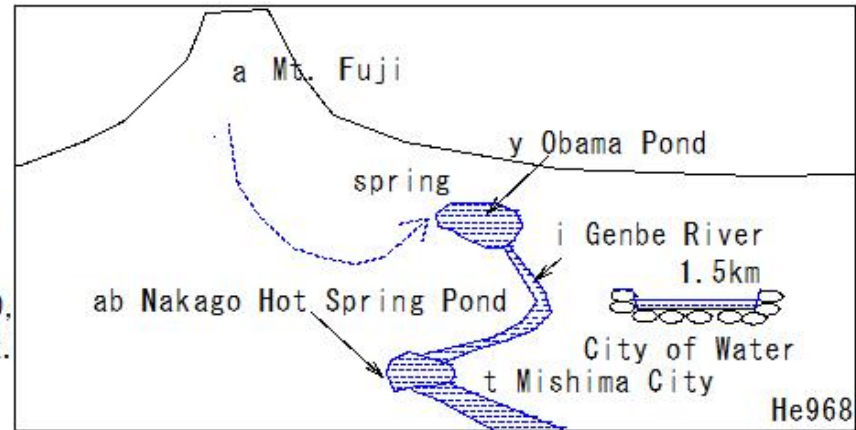 a Mt. Fuji
y Obama Pond
spring
i Genbe River
1.5km
ab Nakago Hot Spring Pond
City of Water
t Mishima City
He968